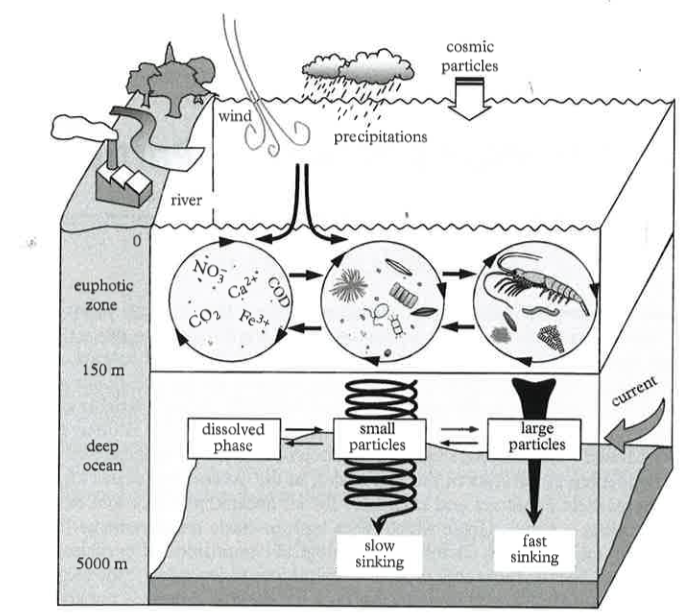 cosmic
particles
wind
precipitations
river
0
euphotic
zone
NO₃⁻
Ca²⁺
COD
CO₂
Fe³⁺
150 m
current
dissolved
phase
small
particles
large
particles
deep
ocean
slow
sinking
fast
sinking
5000 m